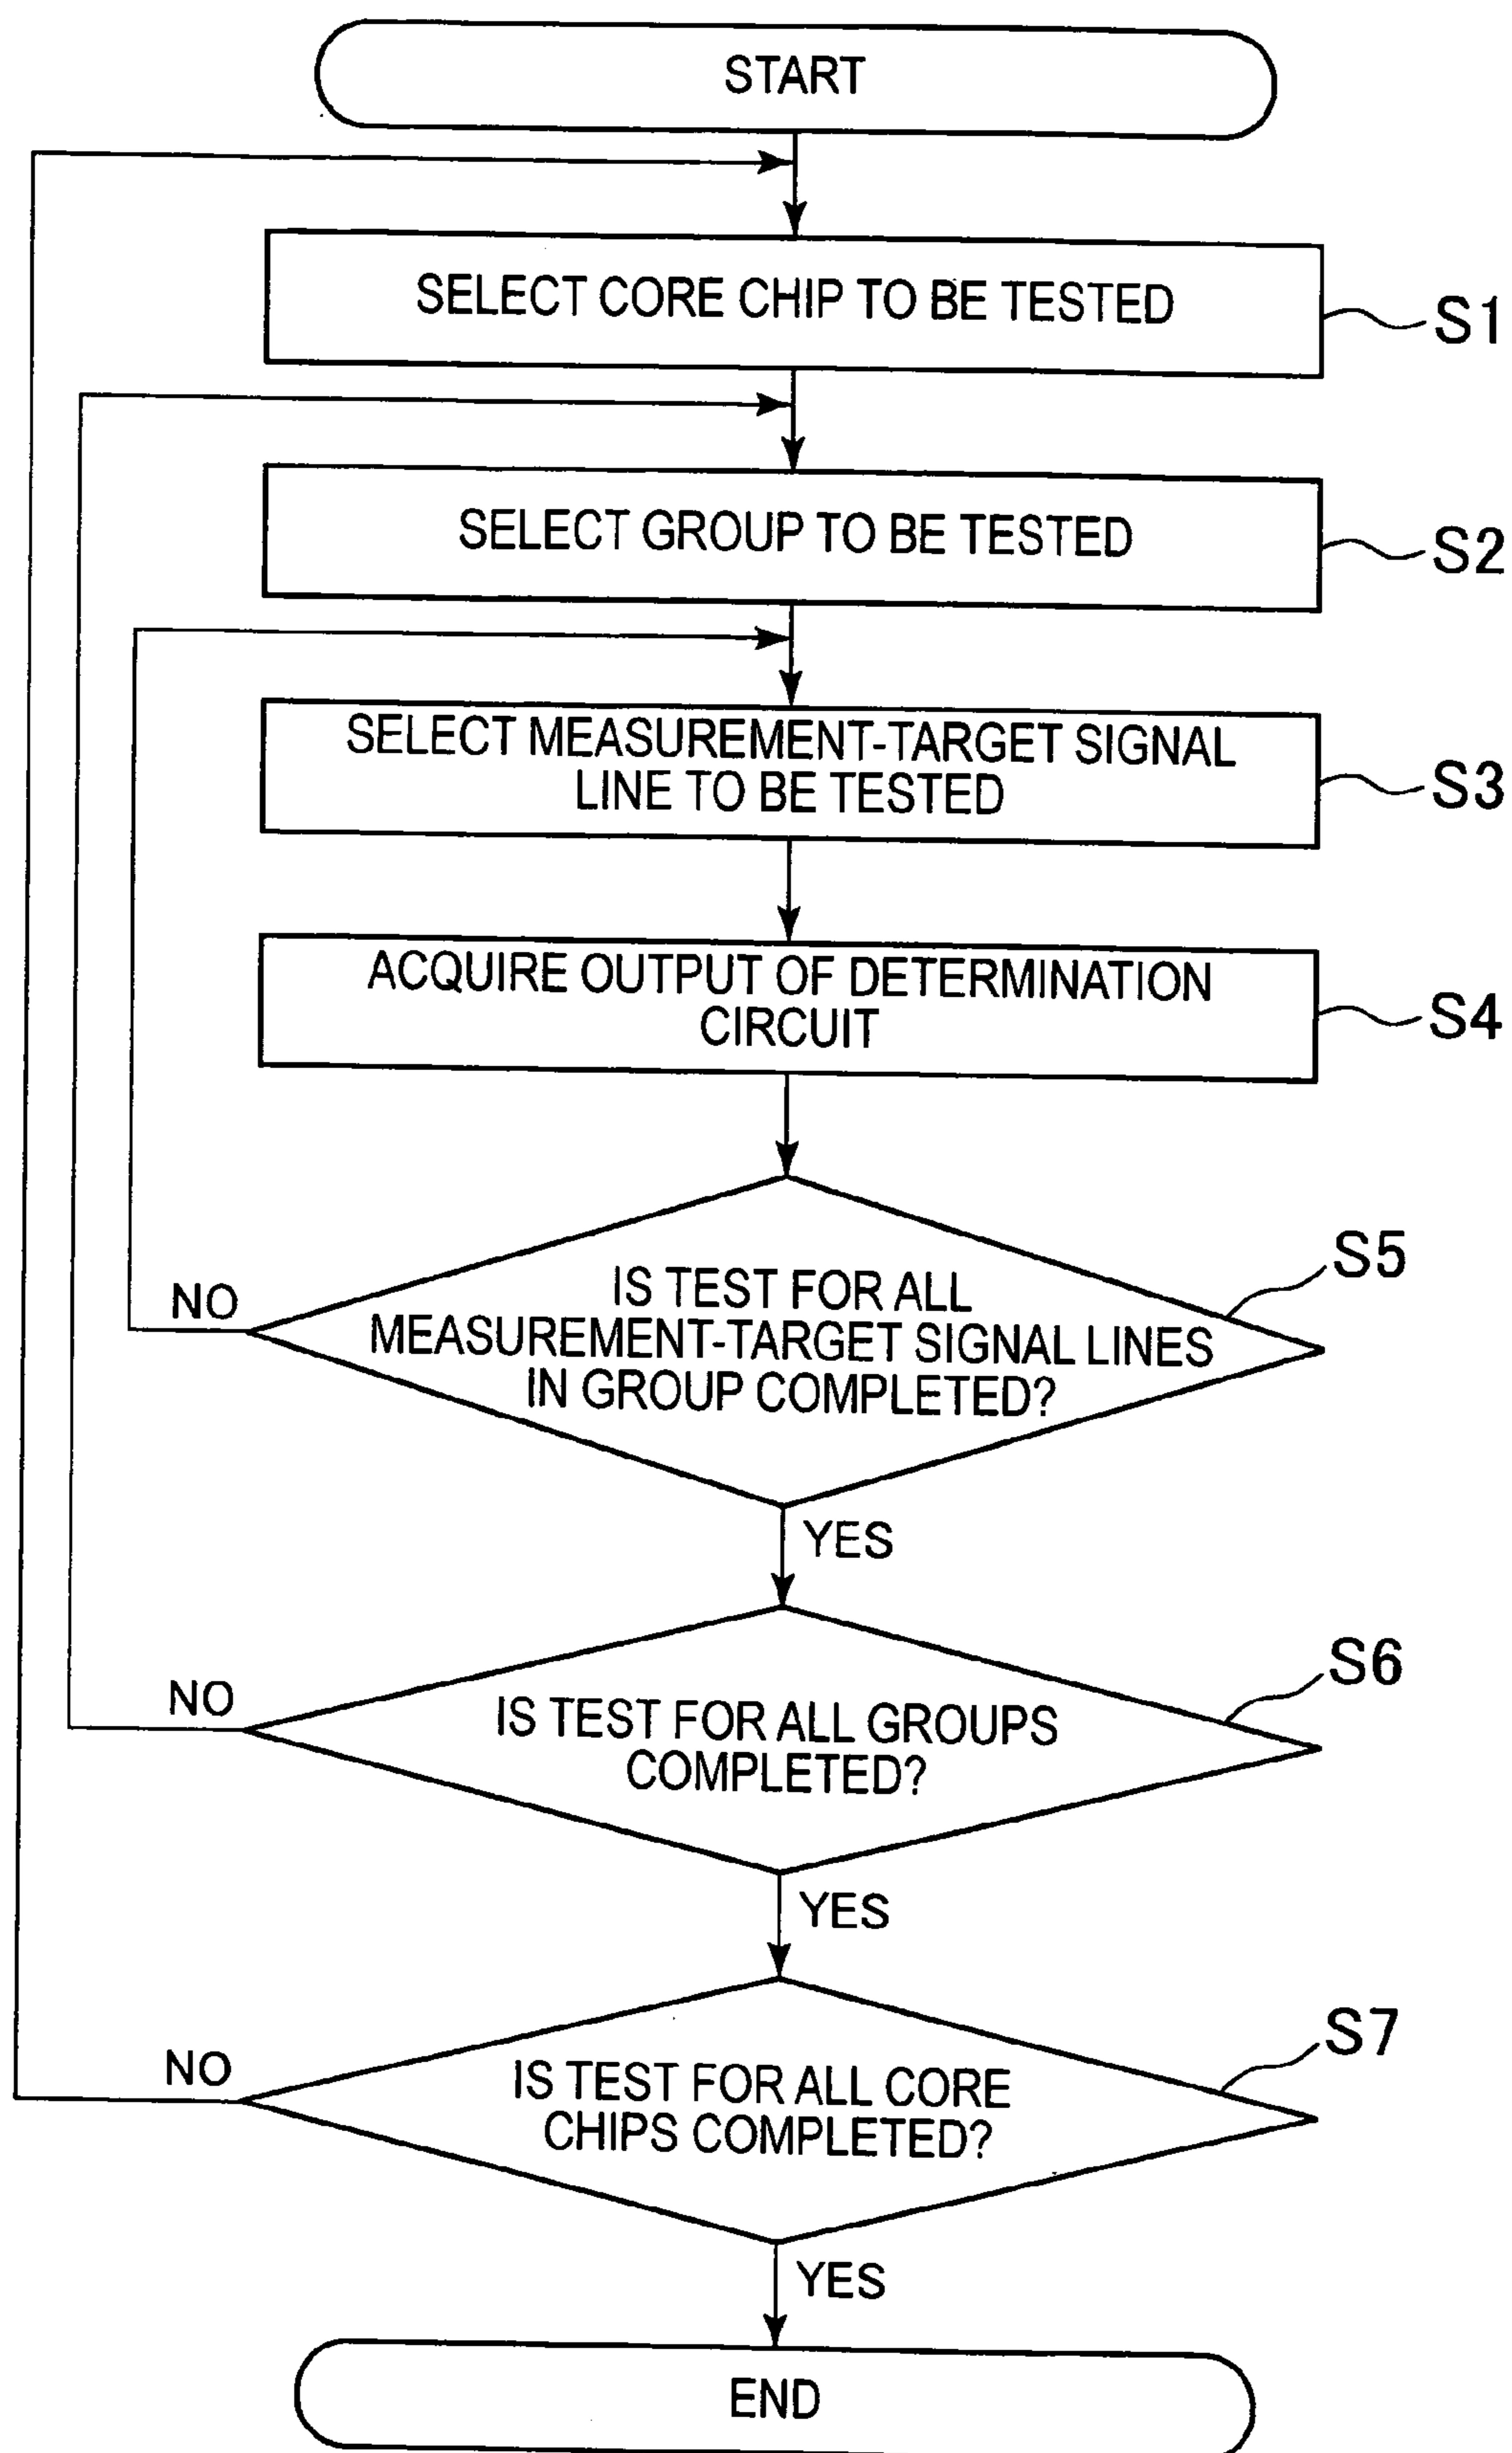 START
SELECT CORE CHIP TO BE TESTED
S1
SELECT GROUP TO BE TESTED
S2
SELECT MEASUREMENT-TARGET SIGNAL
LINE TO BE TESTED
S3
ACQUIRE OUTPUT OF DETERMINATION
CIRCUIT
S4
S5
NO
IS TEST FOR ALL
MEASUREMENT-TARGET SIGNAL LINES
IN GROUP COMPLETED?
YES
S6
NO
IS TEST FOR ALL GROUPS
COMPLETED?
YES
S7
NO
IS TEST FOR ALL CORE
CHIPS COMPLETED?
YES
END